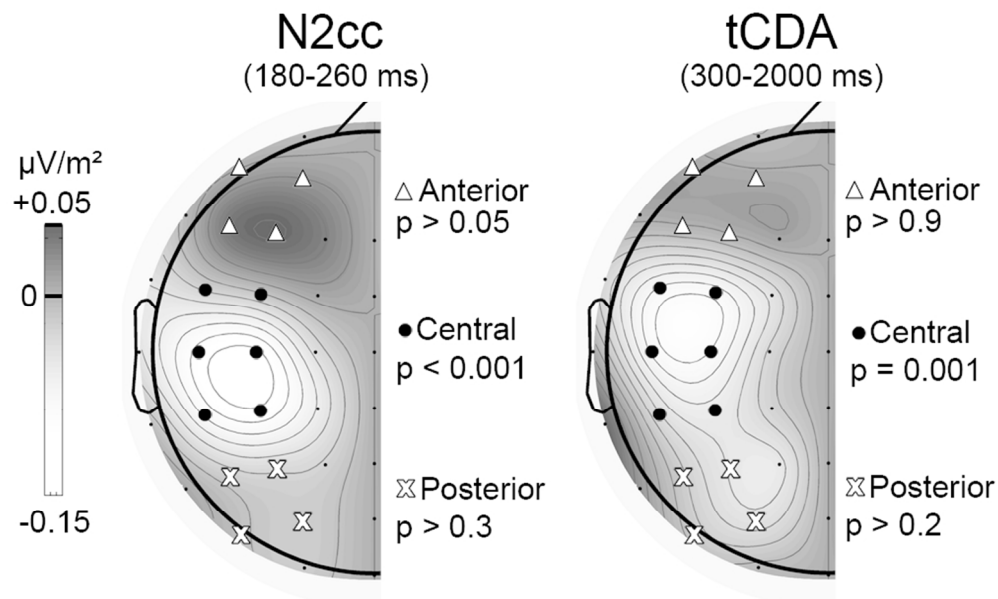 N2cc
(180-260 ms)
tCDA
(300-2000 ms)
µV/m²
+0.05
0
-0.15
Anterior
p > 0.05
Central
p < 0.001
Posterior
p > 0.3
Anterior
p > 0.9
Central
p = 0.001
Posterior
p > 0.2